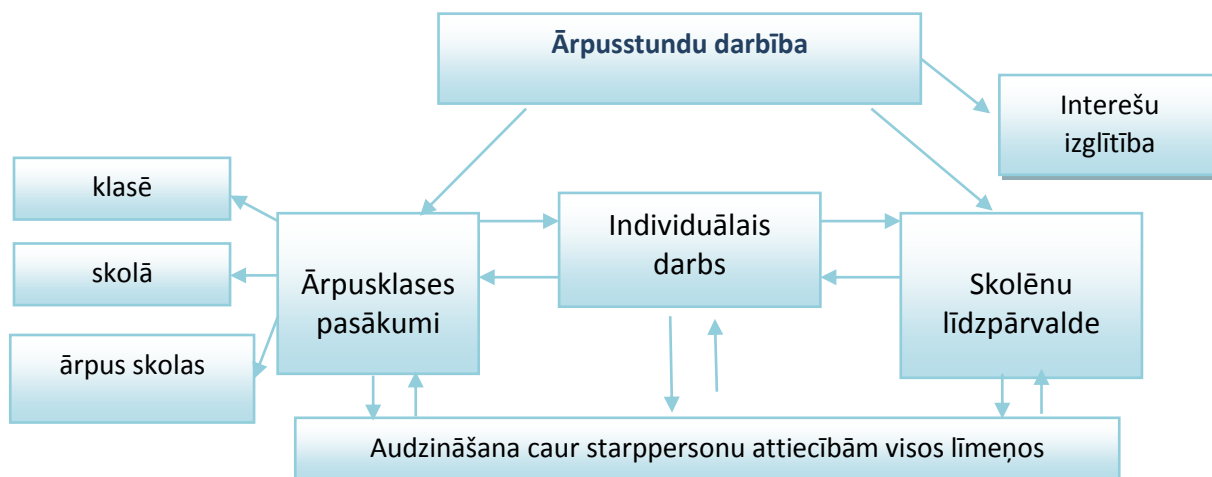 Ārpusstundu darbība
Interešu
izglītība
klasē
skolā
ārpus skolas
Ārpusklases
pasākumi
Individuālais
darbs
Skolēnu
līdzpārvalde
Audzināšana caur starppersonu attiecībām visos līmeņos